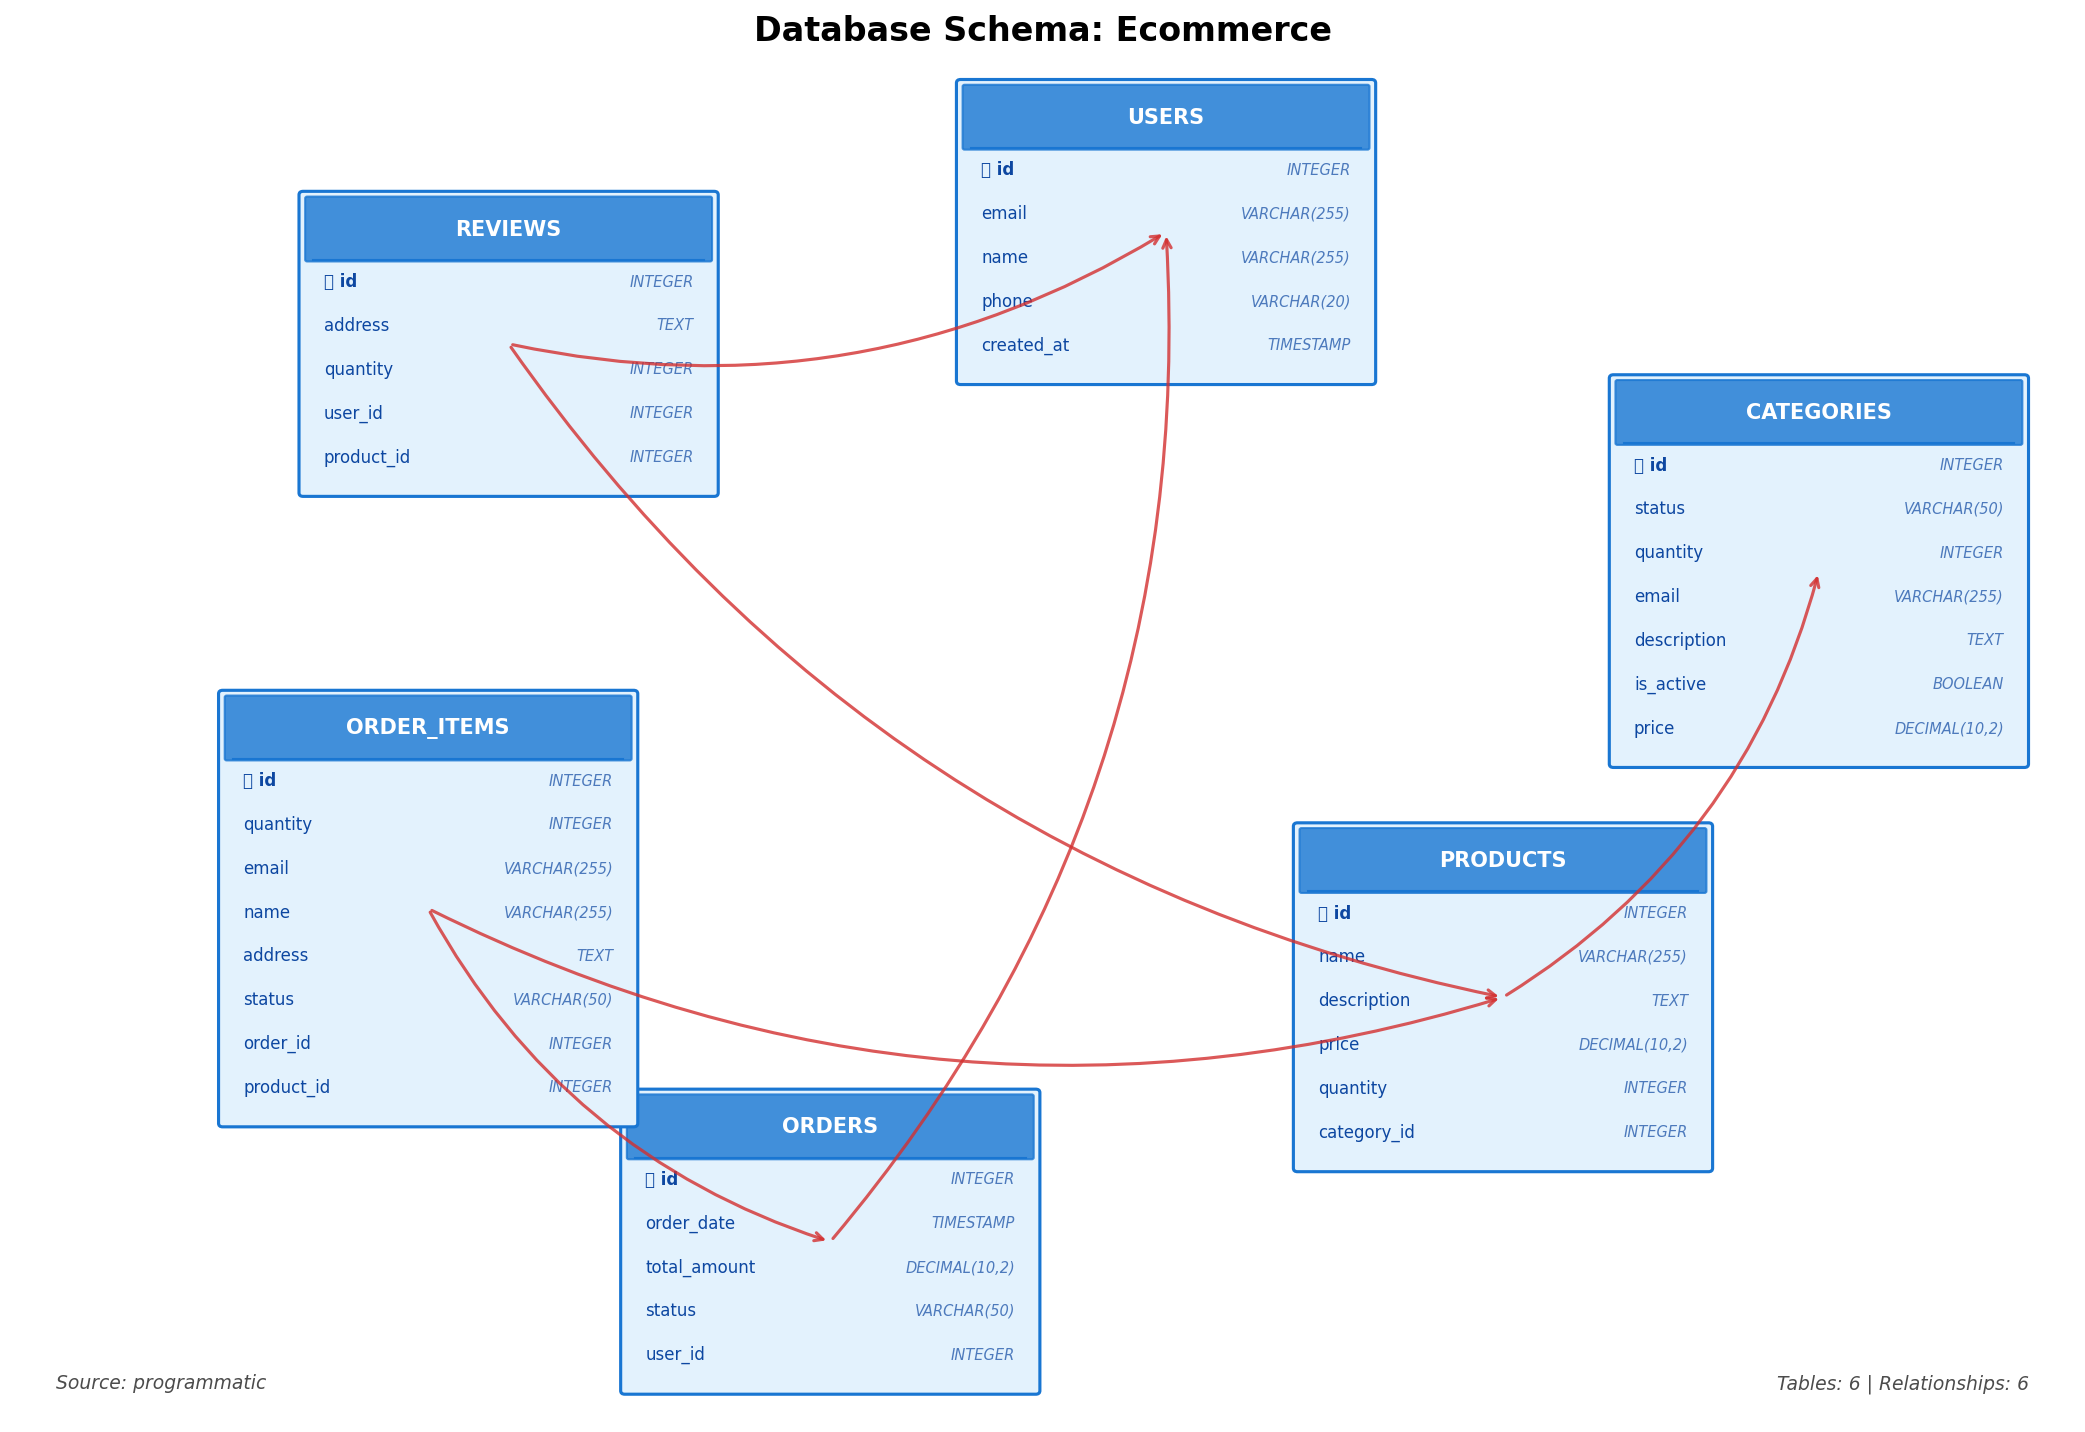 Database Schema: Ecommerce
USERS
id INTEGER
email VARCHAR(255)
name VARCHAR(255)
phone VARCHAR(20)
created_at TIMESTAMP
REVIEWS
id INTEGER
address TEXT
quantity INTEGER
user_id INTEGER
product_id INTEGER
CATEGORIES
id INTEGER
status VARCHAR(50)
quantity INTEGER
email VARCHAR(255)
description TEXT
is_active BOOLEAN
price DECIMAL(10,2)
ORDER_ITEMS
id INTEGER
quantity INTEGER
email VARCHAR(255)
name VARCHAR(255)
address TEXT
status VARCHAR(50)
order_id INTEGER
product_id INTEGER
PRODUCTS
id INTEGER
name VARCHAR(255)
description TEXT
price DECIMAL(10,2)
quantity INTEGER
category_id INTEGER
ORDERS
id INTEGER
order_date TIMESTAMP
total_amount DECIMAL(10,2)
status VARCHAR(50)
user_id INTEGER
Source: programmatic
Tables: 6 | Relationships: 6